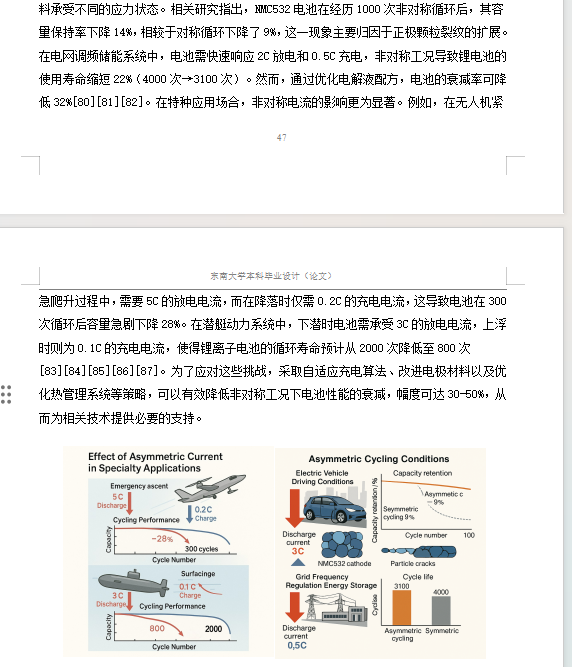 料承受不同的应力状态。相关研究指出，NMC532 电池在经历 1000 次非对称循环后，其容
量保持率下降 14%，相较于对称循环下降了 9%，这一现象主要归因于正极颗粒裂纹的扩展。
在电网调频储能系统中，电池需快速响应 2C 放电和 0.5C 充电，非对称工况导致锂电池的
使用寿命缩短 22%（4000 次→3100 次）。然而，通过优化电解液配方，电池的衰减率可降
低 32%[80][81][82]。在特种应用场合，非对称电流的影响更为显著。例如，在无人机紧
47
东南大学本科毕业设计（论文）
急爬升过程中，需要 5C 的放电电流，而在降落时仅需 0.2C 的充电电流，这导致电池在 300
次循环后容量急剧下降 28%。在潜艇动力系统中，下潜时电池需承受 3C 的放电电流，上浮
时则为 0.1C 的充电电流，使得锂离子电池的循环寿命预计从 2000 次降低至 800 次
[83][84][85][86][87]。为了应对这些挑战，采取自适应充电算法、改进电极材料以及优
化热管理系统等策略，可以有效降低非对称工况下电池性能的衰减，幅度可达 30-50%，从
而为相关技术提供必要的支持。
Effect of Asymmetric Current
in Specialty Applications
Emergency ascent
5 C
Discharge
0.2C
Charge
Cycling Performance
Capacity
~28%
300 cycles
Cycle Number
Surfacinge
0.1 C
Charge
3 C
Discharge
Cycling Performance
Capacity
800
2000
Cycle Number
Asymmetric Cycling Conditions
Electric Vehicle
Driving Conditions
Discharge
current
3C
NMC532 cathode
Capacity retention
Capacity retention/%
Asymmetic c
– 9%
Seymmetric
cycling 9%
Cycle number
100
Particle cracks
Grid Frequency
Regulation Energy Storage
Discharge
current
0,5C
Cycle life
Cyclse
3100
4000
Asymmetric
cycling
Symmetric